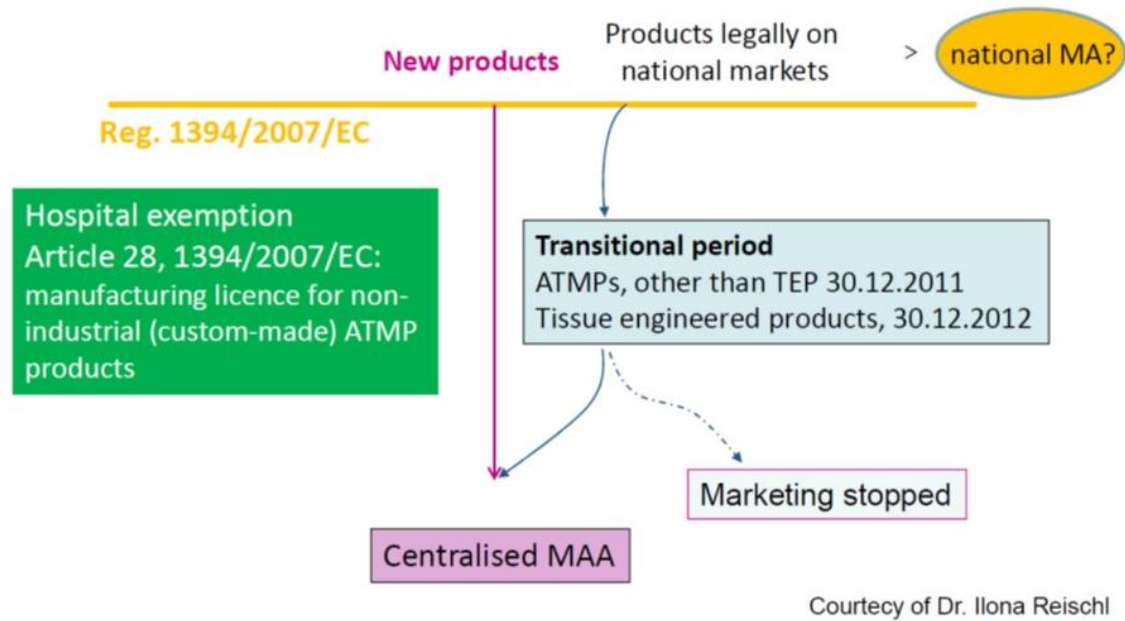 New products
Products legally on
national markets
>
national MA?
Reg. 1394/2007/EC
Hospital exemption
Article 28, 1394/2007/EC:
manufacturing licence for non-
industrial (custom-made) ATMP
products
Transitional period
ATMPs, other than TEP 30.12.2011
Tissue engineered products, 30.12.2012
Marketing stopped
Centralised MAA
Courtecy of Dr. Ilona Reischl